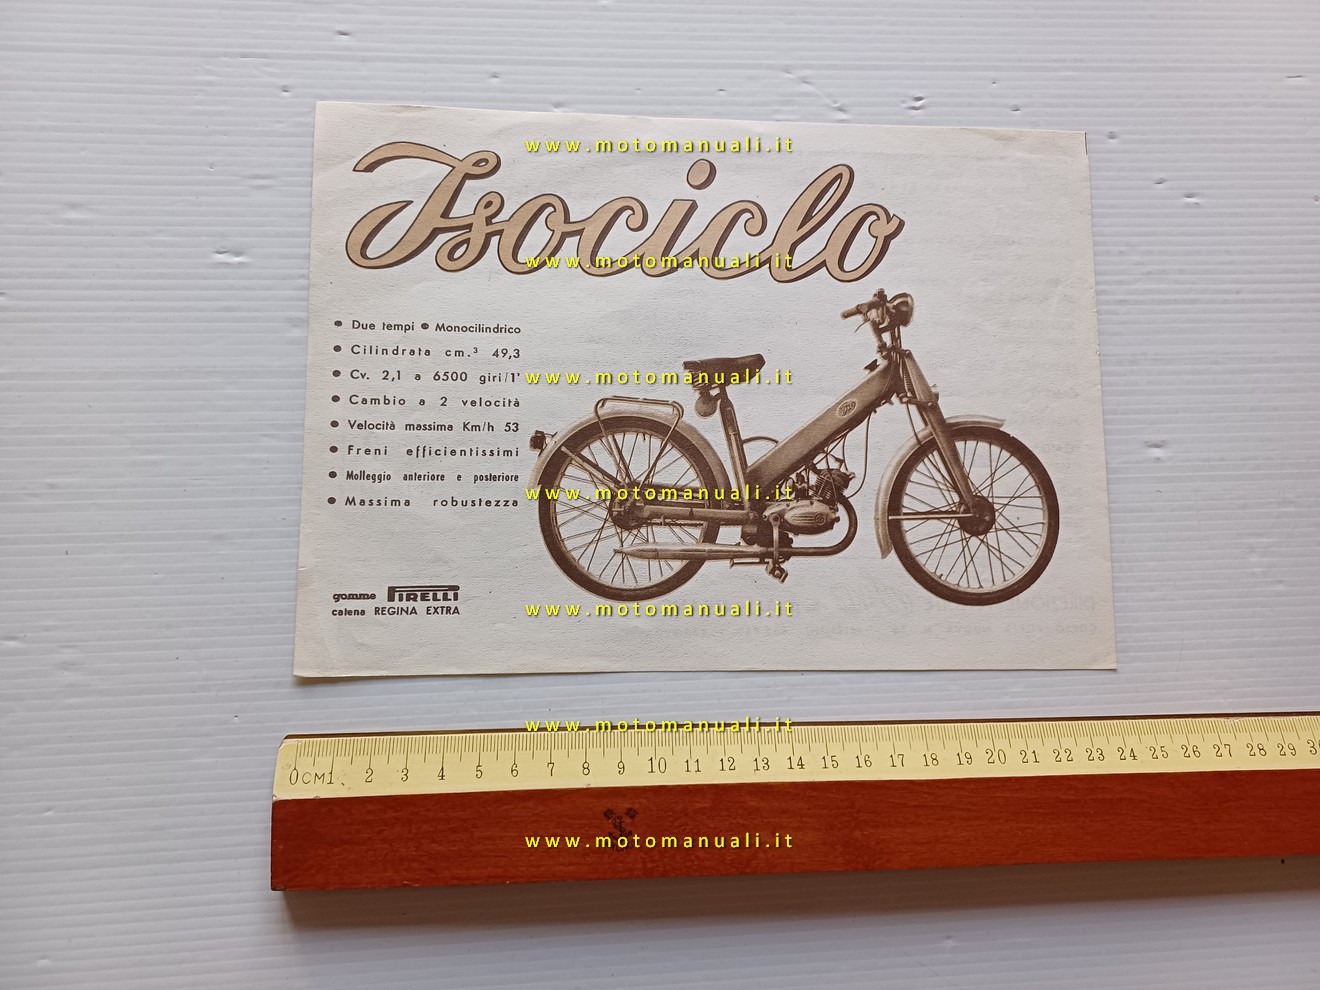 www.motomanuali.it
Isociclo
www.motomanuali.it
Due tempi • Monocilindrico
Cilindrata cm.³ 49,3
Cv. 2,1 a 6500 giri/1'
www.motomanuali.it
Cambio a 2 velocità
Velocità massima Km/h 53
Freni efficientissimi
Molleggio anteriore e posteriore
www.motomanuali.it
Massima robustezza
gomme PIRELLI
catena REGINA EXTRA
www.motomanuali.it
www.motomanuali.it
0CM1 2 3 4 5 6 7 8 9 10 11 12 13 14 15 16 17 18 19 20 21 22 23 24 25 26 27 28 29
www.motomanuali.it